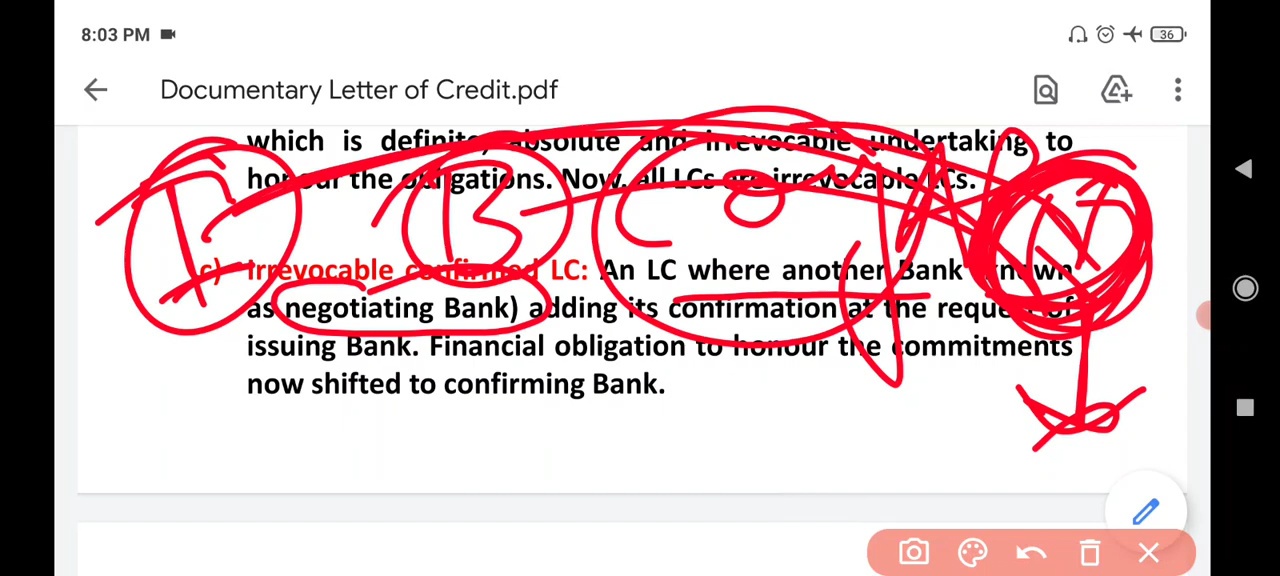 8:03 PM
36
Documentary Letter of Credit.pdf
which is definite, absolute and irrevocable undertaking to
honour the obligations. Now, all LCs are irrevocable LCs.
c) Irrevocable confirmed LC: An LC where another Bank (known
as negotiating Bank) adding its confirmation at the request of
issuing Bank. Financial obligation to honour the commitments
now shifted to confirming Bank.